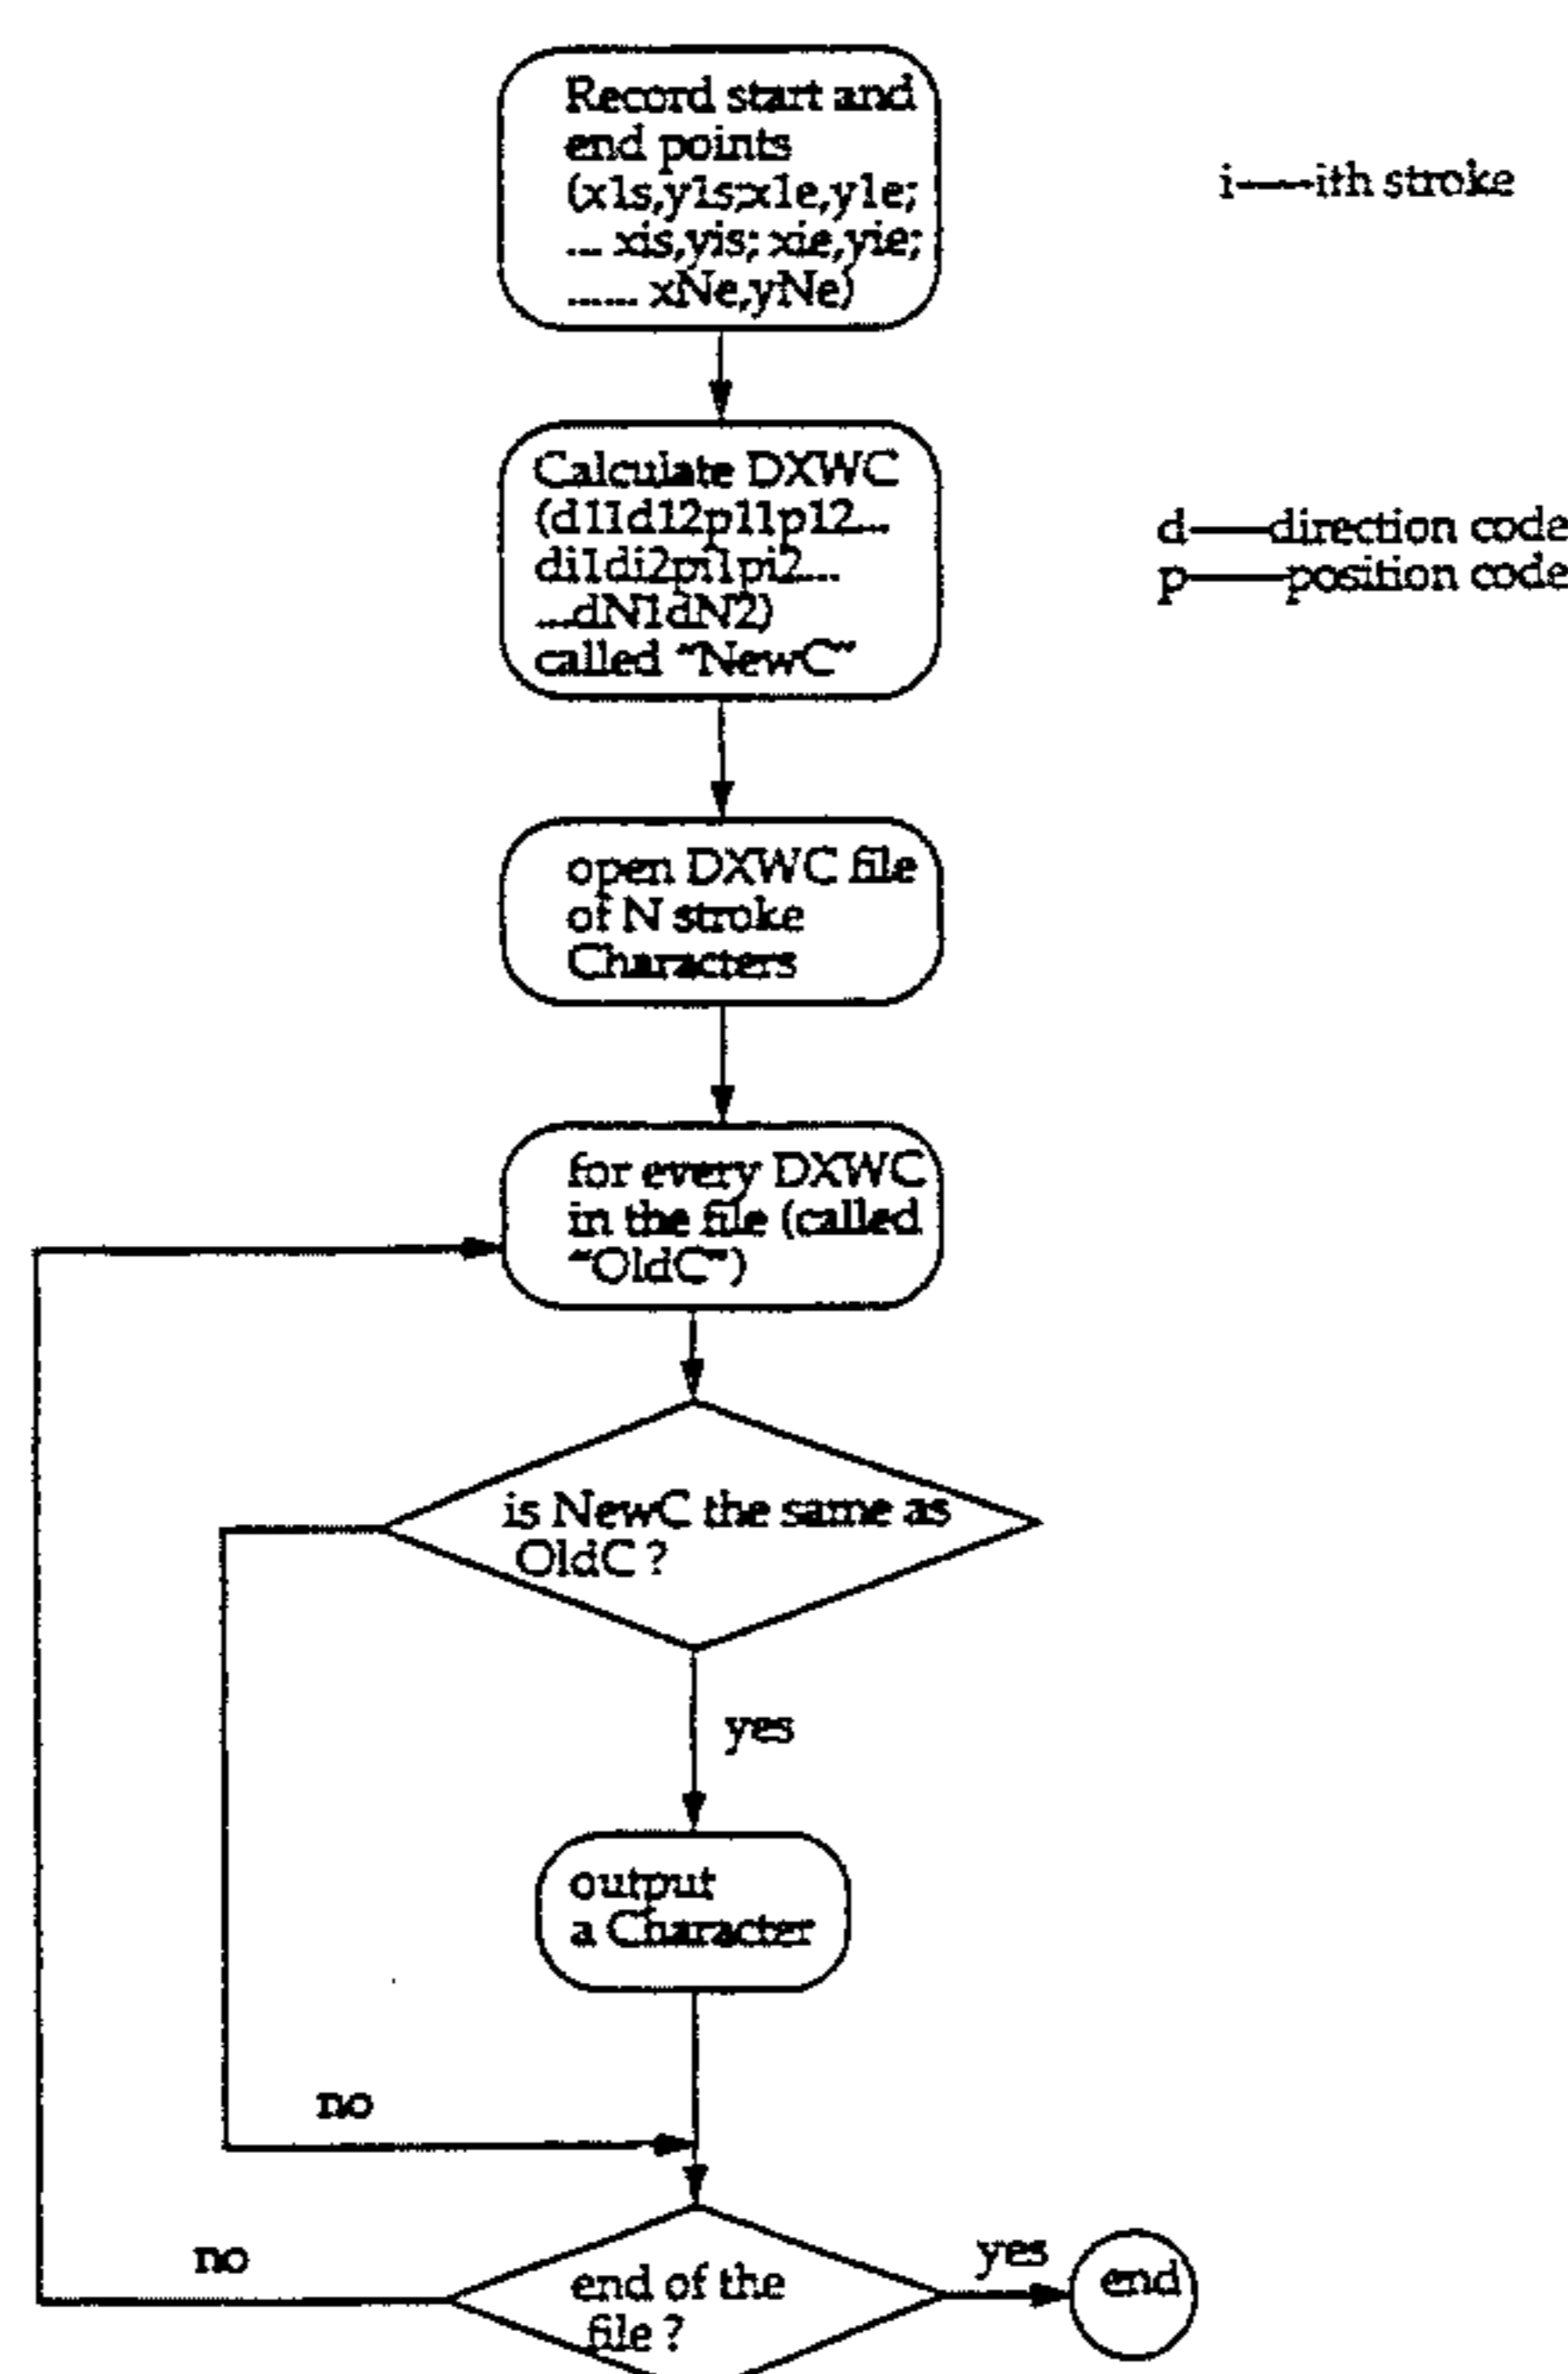 Record start and
end points
(x1s,y1s;x1e,y1e;
... xis,yis; xie,yie;
...... xNe,yNe)
i-----ith stroke
Calculate DXWC
(d11d12p11p12...
di1di2pi1pi2....
....dN1dN2)
called "NewC"
d-----direction code
p------position code
open DXWC file
of N stroke
Characters
for every DXWC
in the file (called
"OldC")
is NewC the same as
OldC ?
yes
output
a Character
no
no
end of the
file ?
yes
end